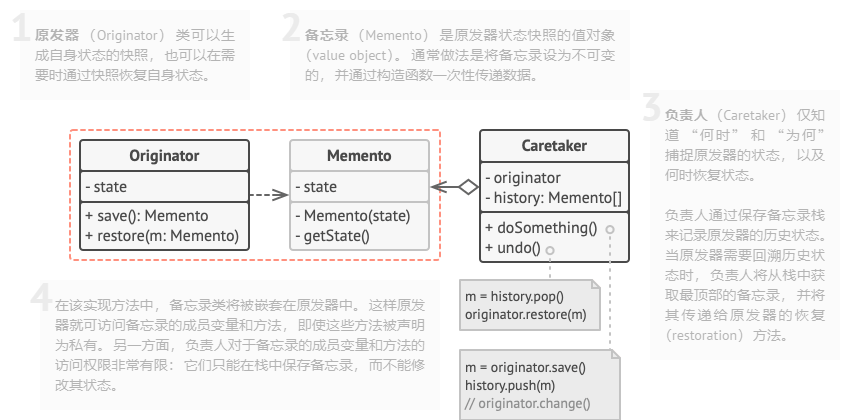 1
原发器 （Originator） 类可以生
成自身状态的快照， 也可以在需
要时通过快照恢复自身状态。
2
备忘录 （Memento） 是原发器状态快照的值对象
（value object）。 通常做法是将备忘录设为不可变
的， 并通过构造函数一次性传递数据。
3
负责人 （Caretaker） 仅知
道 “何时” 和 “为何”
捕捉原发器的状态， 以及
何时恢复状态。
负责人通过保存备忘录栈
来记录原发器的历史状态。
当原发器需要回溯历史状
态时， 负责人将从栈中获
取最顶部的备忘录， 并将
其传递给原发器的恢复
（restoration） 方法。
Originator
- state
+ save(): Memento
+ restore(m: Memento)
Memento
- state
- Memento(state)
- getState()
Caretaker
- originator
- history: Memento[]
+ doSomething()
+ undo()
m = history.pop()
originator.restore(m)
m = originator.save()
history.push(m)
// originator.change()
4
在该实现方法中， 备忘录类将被嵌套在原发器中。 这样原发
器就可访问备忘录的成员变量和方法， 即使这些方法被声明
为私有。 另一方面， 负责人对于备忘录的成员变量和方法的
访问权限非常有限： 它们只能在栈中保存备忘录， 而不能修
改其状态。